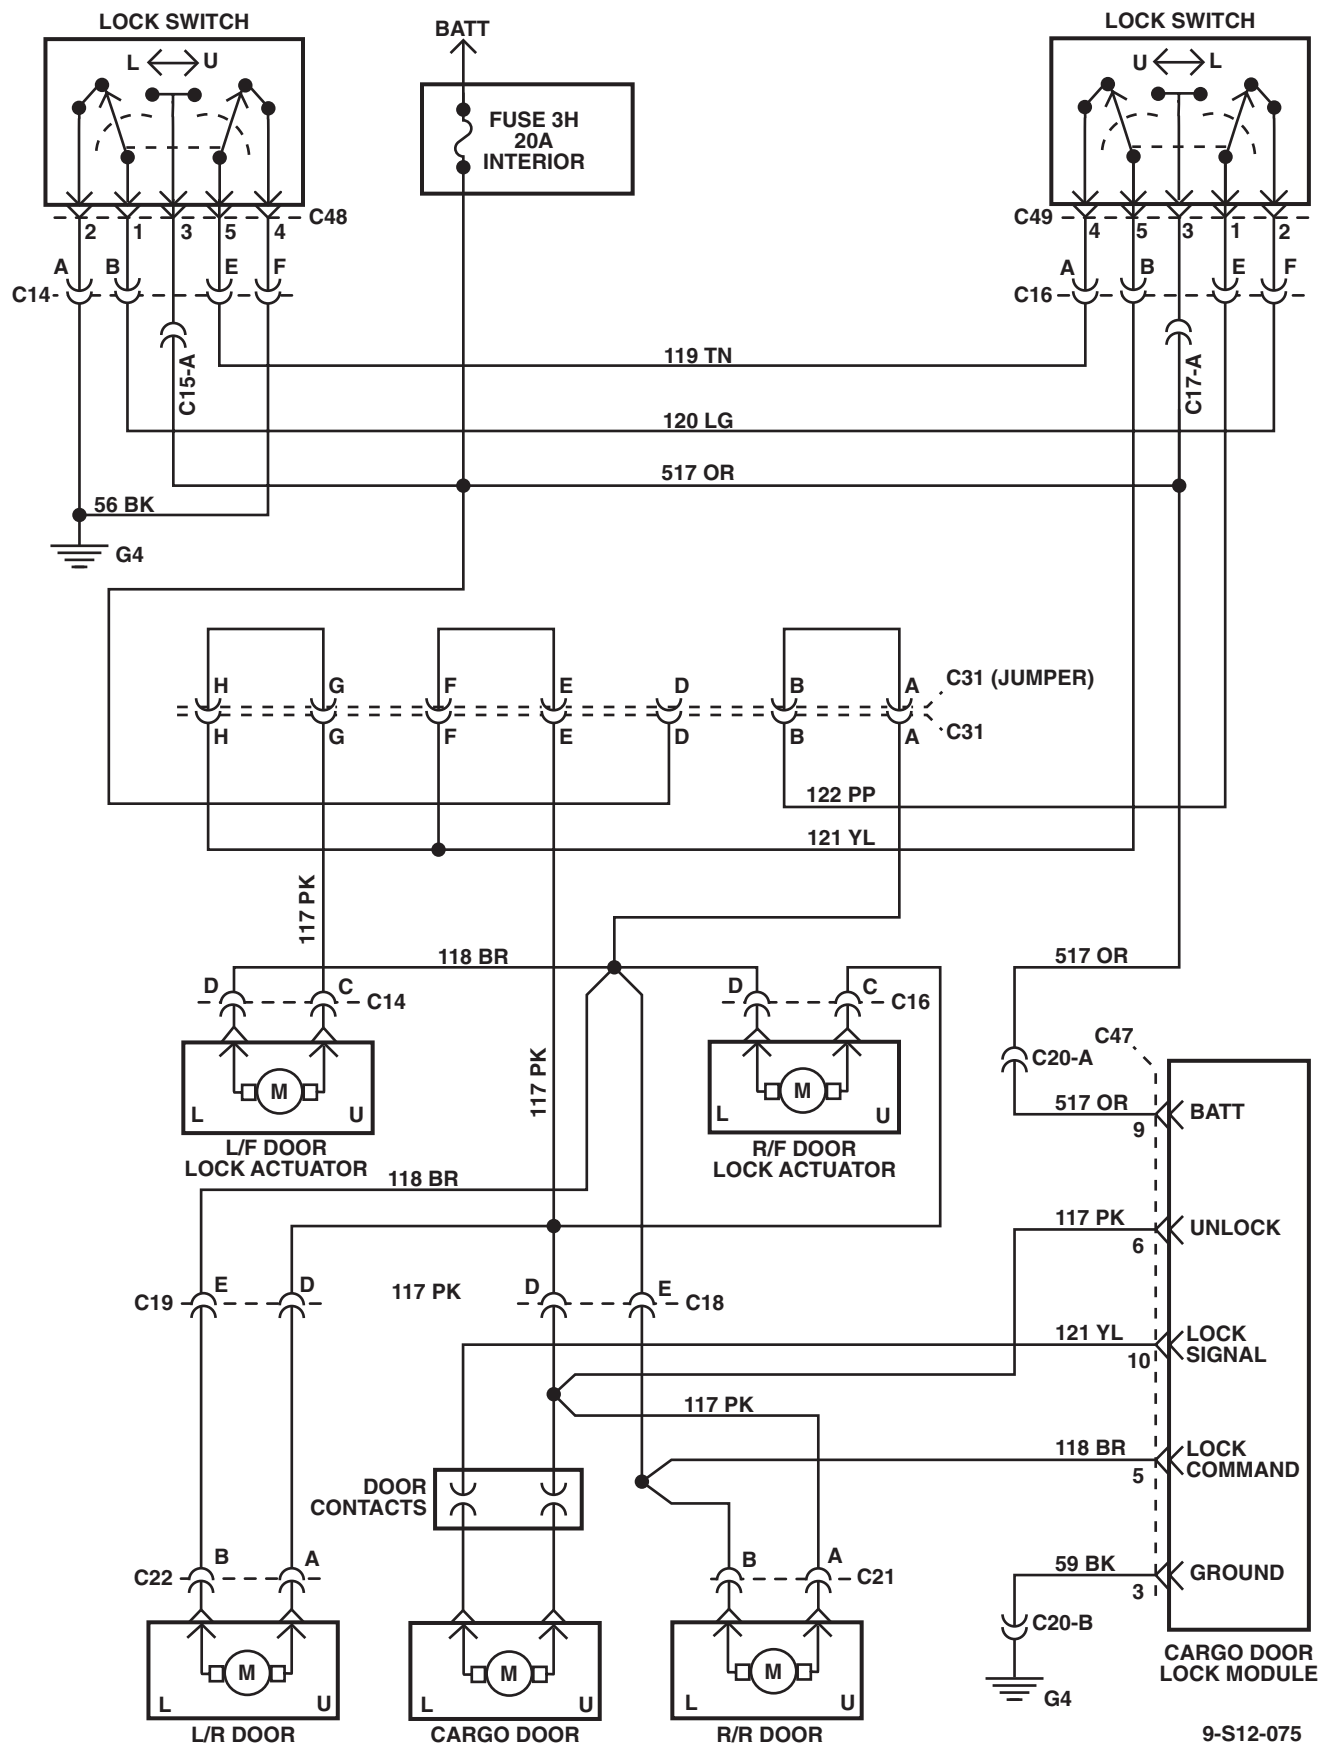 LOCK SWITCH
BATT
LOCK SWITCH
L U
U L
FUSE 3H
20A
INTERIOR
C48
2 1 3 5 4
C49
4 5 3 1 2
A B E F
C14
A B E F
C16
C15-A
C17-A
119 TN
120 LG
517 OR
56 BK
G4
H G F E D B A
C31 (JUMPER)
H G F E D B A
C31
122 PP
121 YL
117 PK
118 BR
517 OR
D C
C14
D C
C16
C47
C20-A
M
L U
L/F DOOR
LOCK ACTUATOR
117 PK
M
L U
R/F DOOR
LOCK ACTUATOR
517 OR
9
BATT
118 BR
117 PK
6
UNLOCK
C19
E D
117 PK
D E
C18
121 YL
10
LOCK
SIGNAL
117 PK
118 BR
5
LOCK
COMMAND
DOOR
CONTACTS
C22
B A
B A
C21
59 BK
3
GROUND
C20-B
G4
CARGO DOOR
LOCK MODULE
M
L U
L/R DOOR
M
L U
CARGO DOOR
M
L U
R/R DOOR
9-S12-075